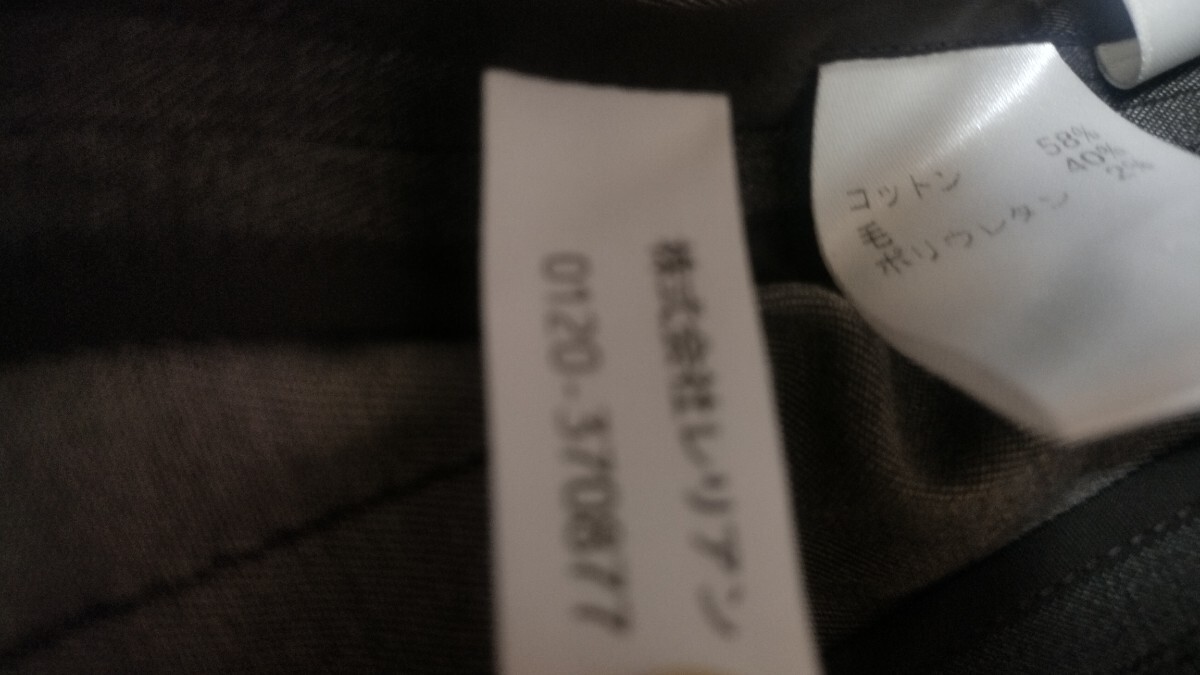 株式会社レリアン
0120-370877
コットン 58%
毛 40%
ポリウレタン 2%